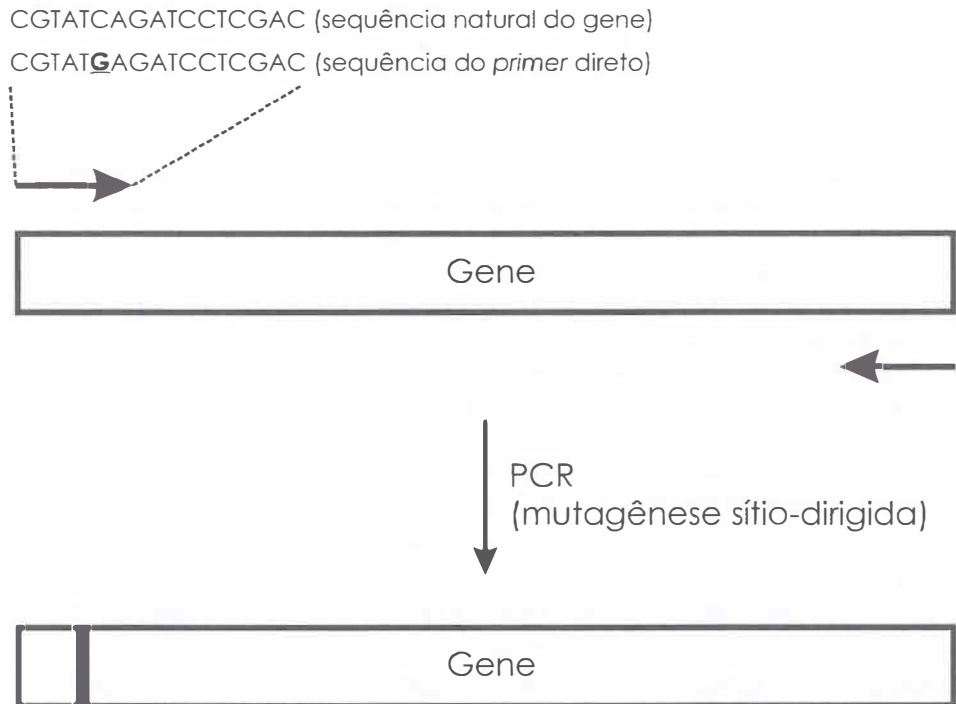 CGTATCAGATCCTCGAC (sequência natural do gene)
CGTATGAGATCCTCGAC (sequência do primer direto)
Gene
PCR
(mutagênese sítio-dirigida)
Gene